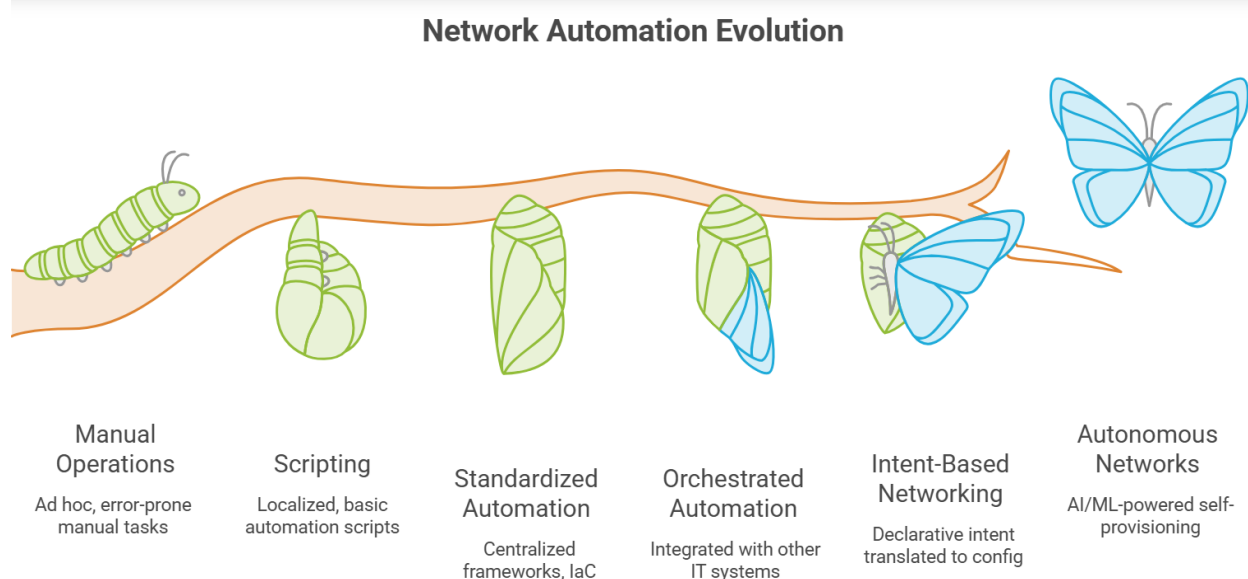 Network Automation Evolution
Manual
Operations
Ad hoc, error-prone
manual tasks
Scripting
Localized, basic
automation scripts
Standardized
Automation
Centralized
frameworks, IaC
Orchestrated
Automation
Integrated with other
IT systems
Intent-Based
Networking
Declarative intent
translated to config
Autonomous
Networks
AI/ML-powered self-
provisioning